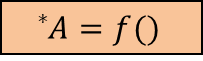 *A = f()